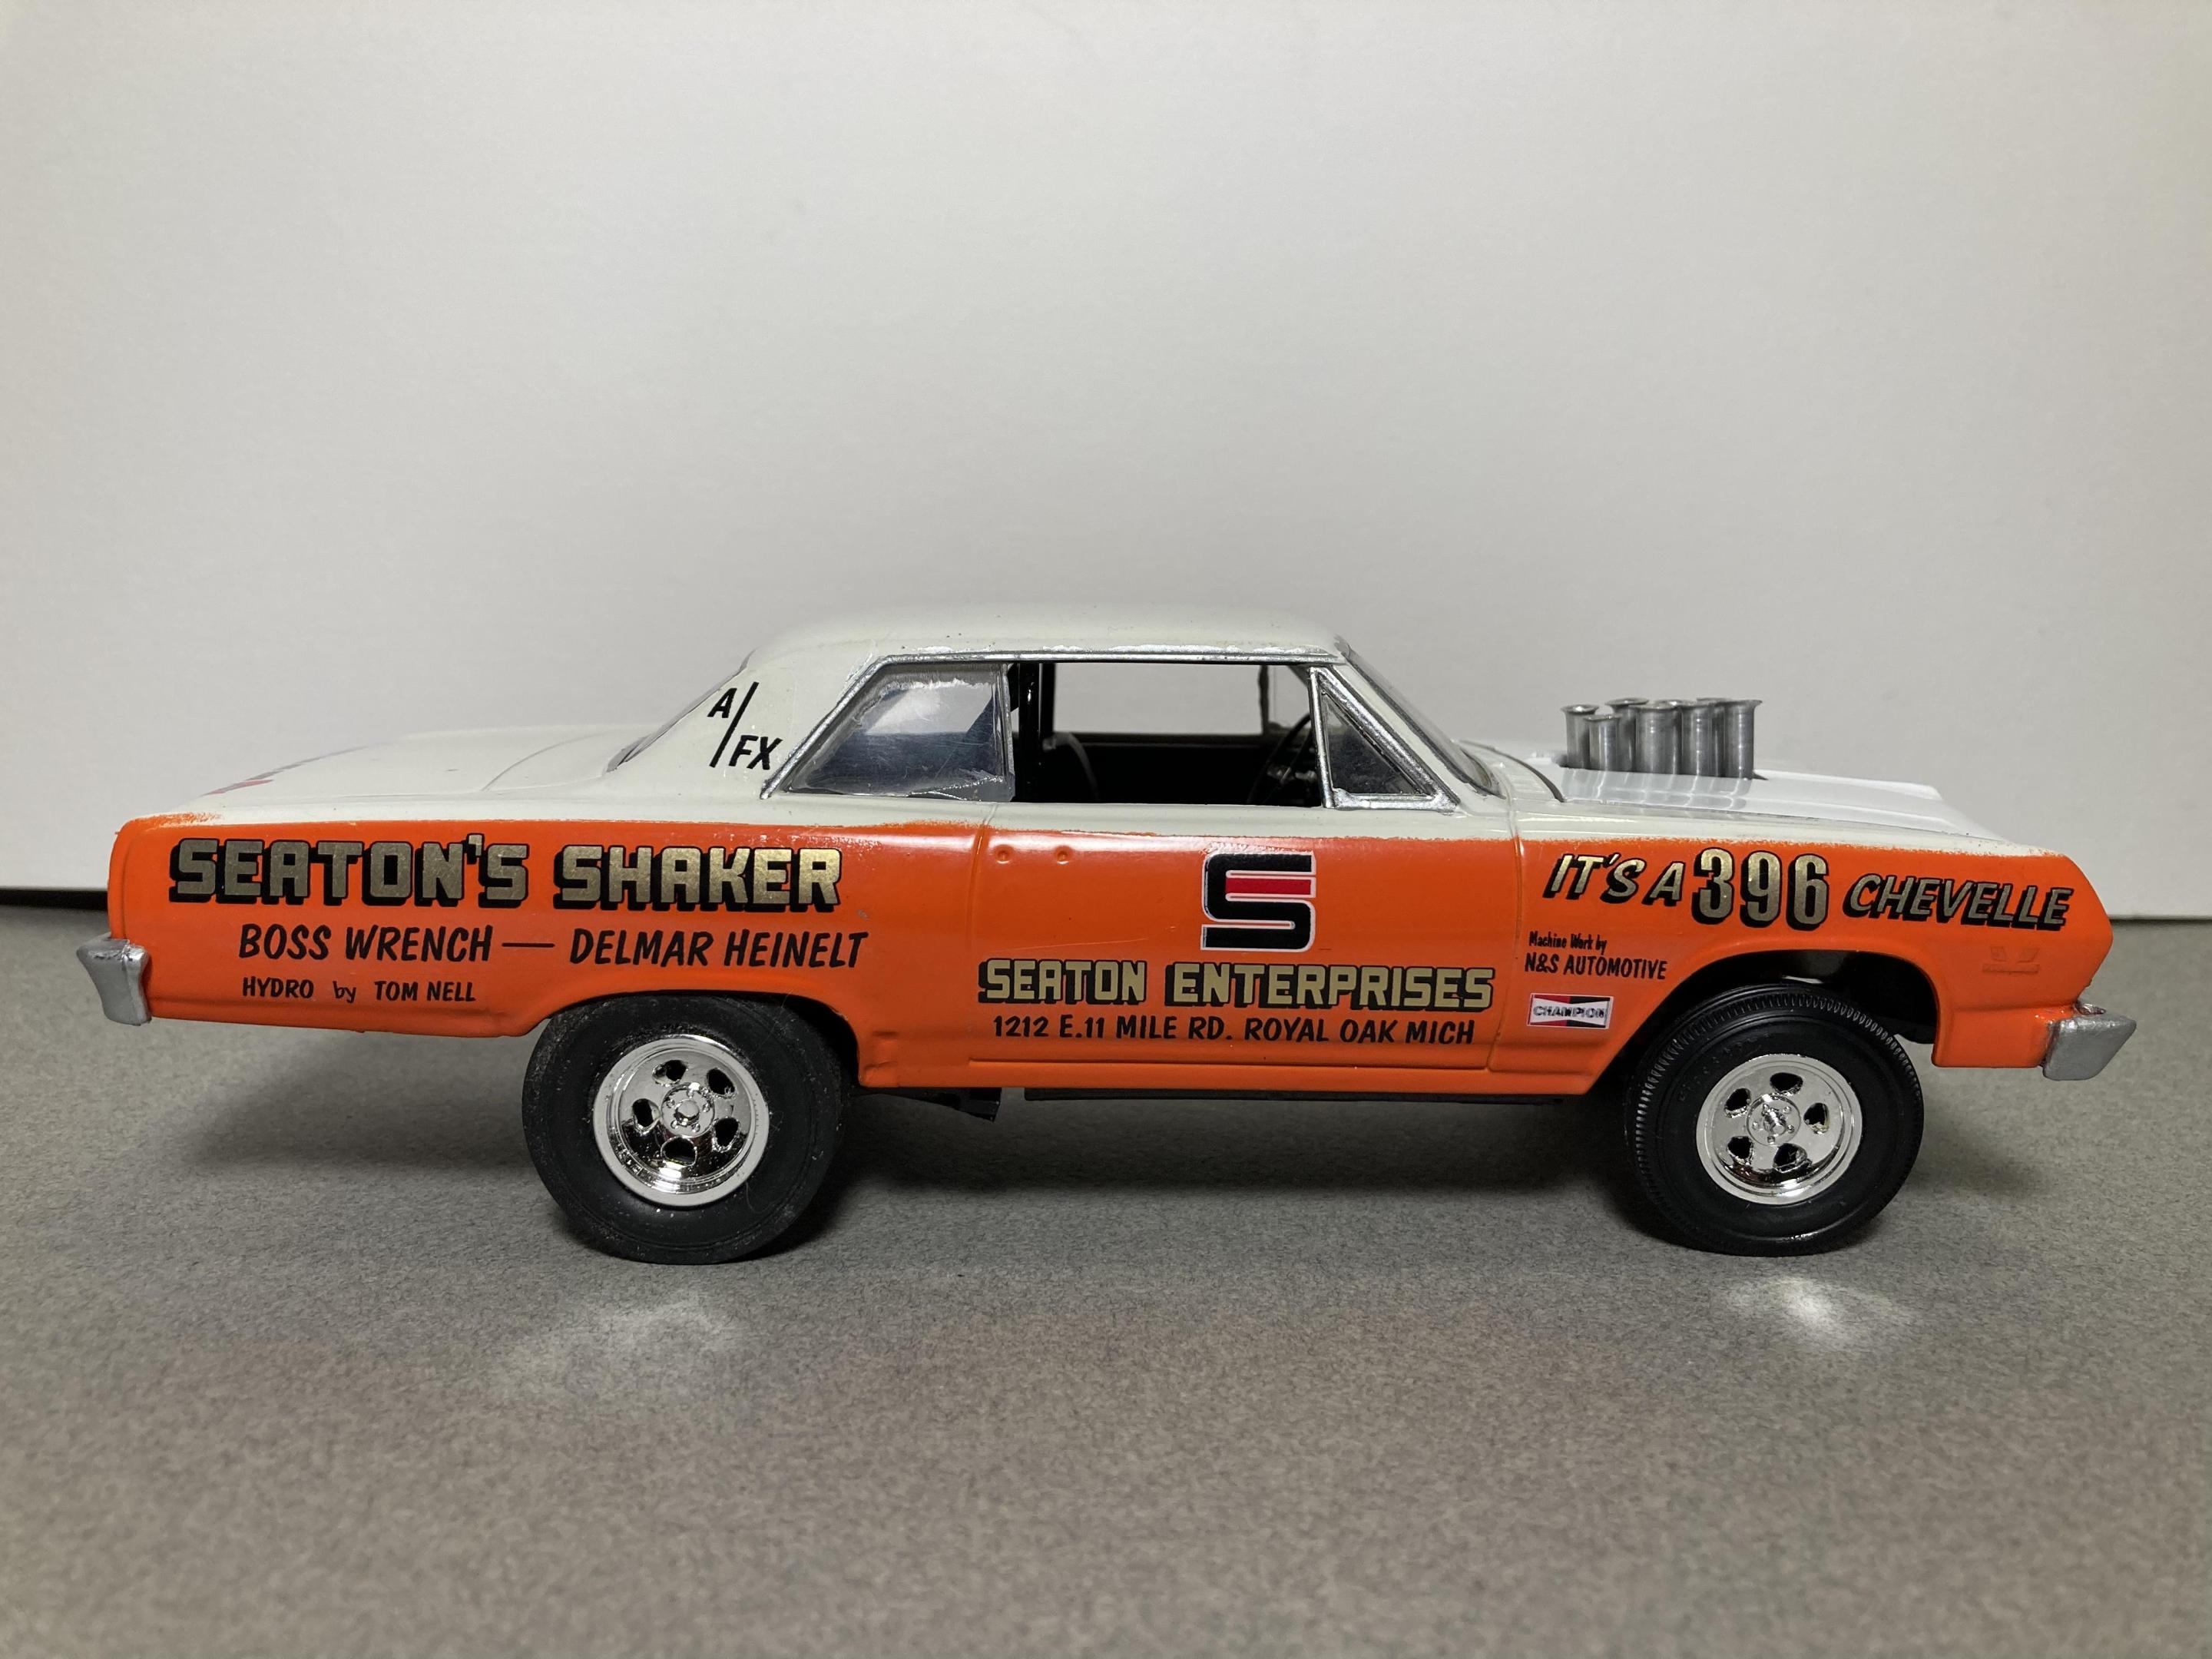 A/FX
SEATON'S SHAKER
BOSS WRENCH — DELMAR HEINELT
HYDRO by TOM NELL
S
SEATON ENTERPRISES
1212 E.11 MILE RD. ROYAL OAK MICH
IT'S A 396 CHEVELLE
Machine Work by
N&S AUTOMOTIVE
CHAMPION